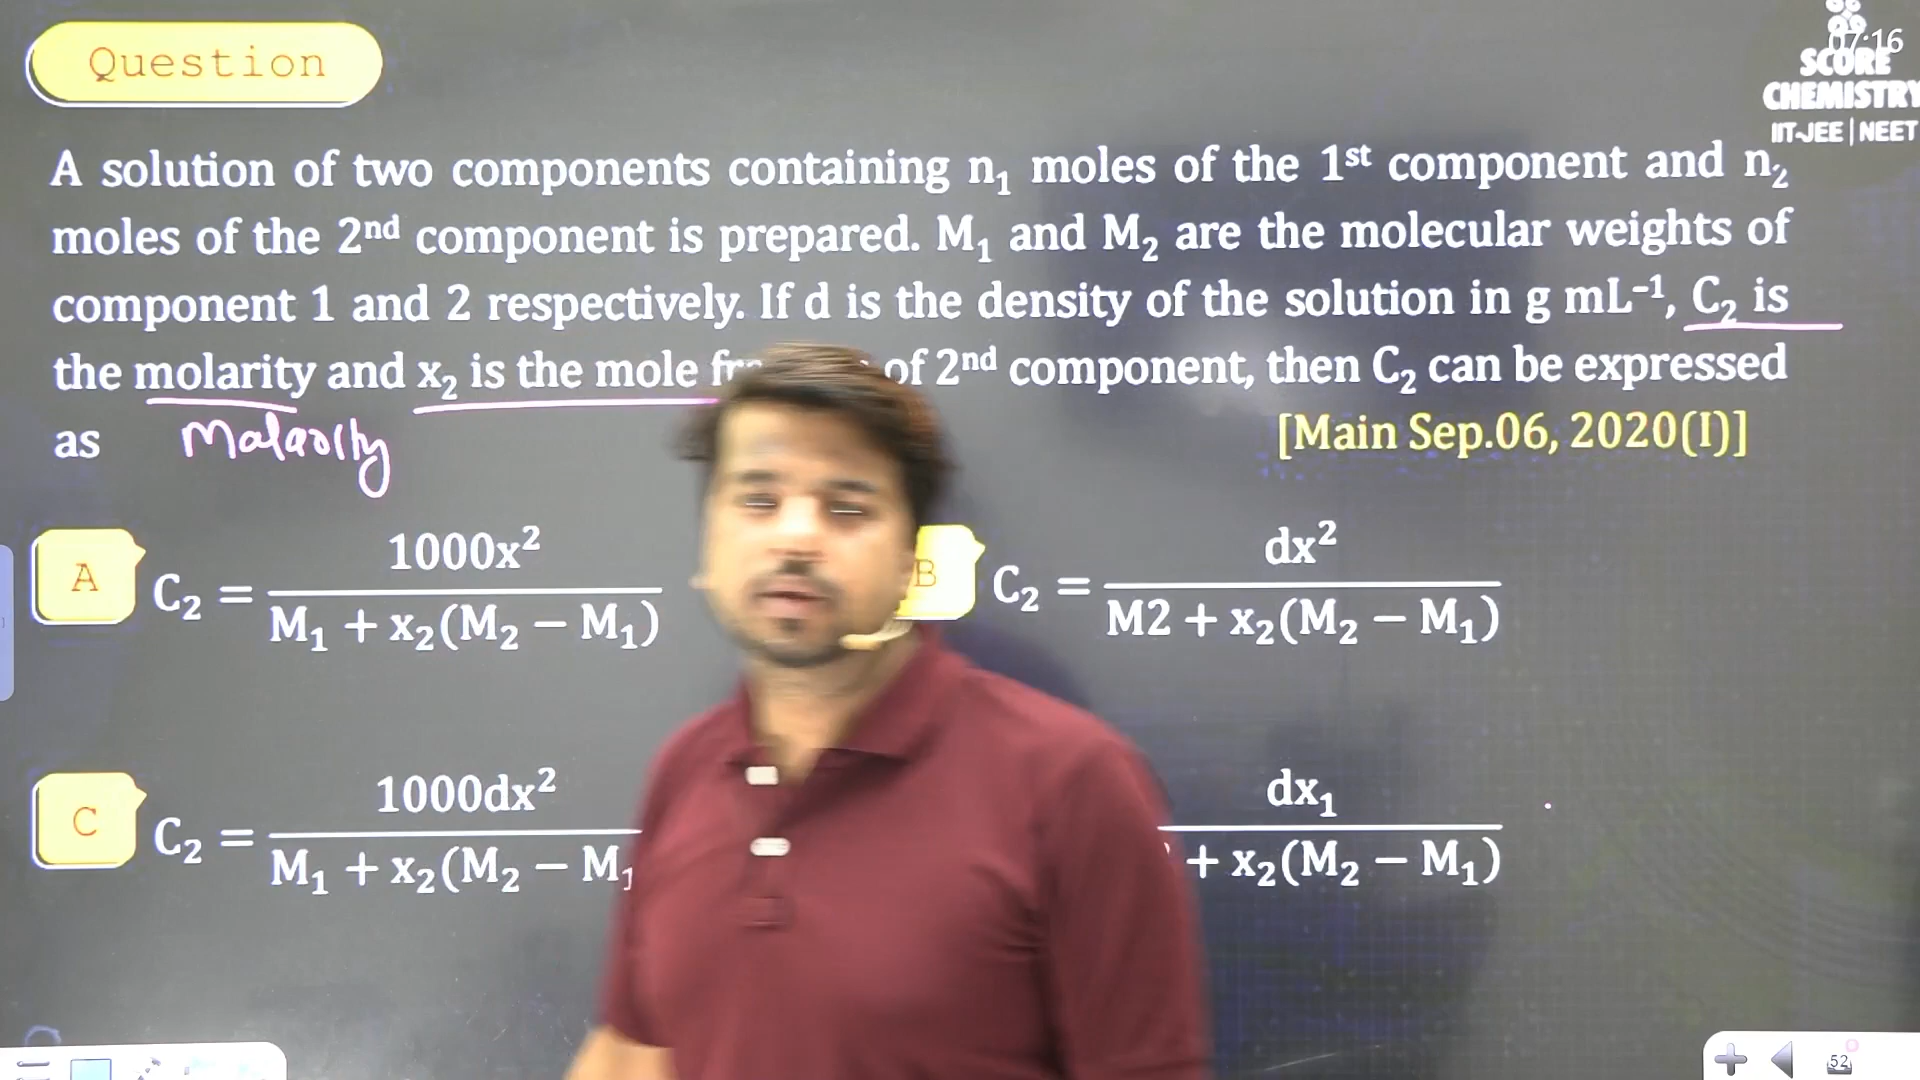 Question
07:16
SCORE
CHEMISTRY
IIT-JEE | NEET
A solution of two components containing n₁ moles of the 1ˢᵗ component and n₂
moles of the 2ⁿᵈ component is prepared. M₁ and M₂ are the molecular weights of
component 1 and 2 respectively. If d is the density of the solution in g mL⁻¹, C₂ is
the molarity and x₂ is the mole of 2ⁿᵈ component, then C₂ can be expressed
as
Molarity
[Main Sep.06, 2020(I)]
A C₂ = 1000x² / M₁ + x₂(M₂ − M₁)
B C₂ = dx² / M2 + x₂(M₂ − M₁)
C C₂ = 1000dx² / M₁ + x₂(M₂ − M₁
dx₁ / + x₂(M₂ − M₁)
52